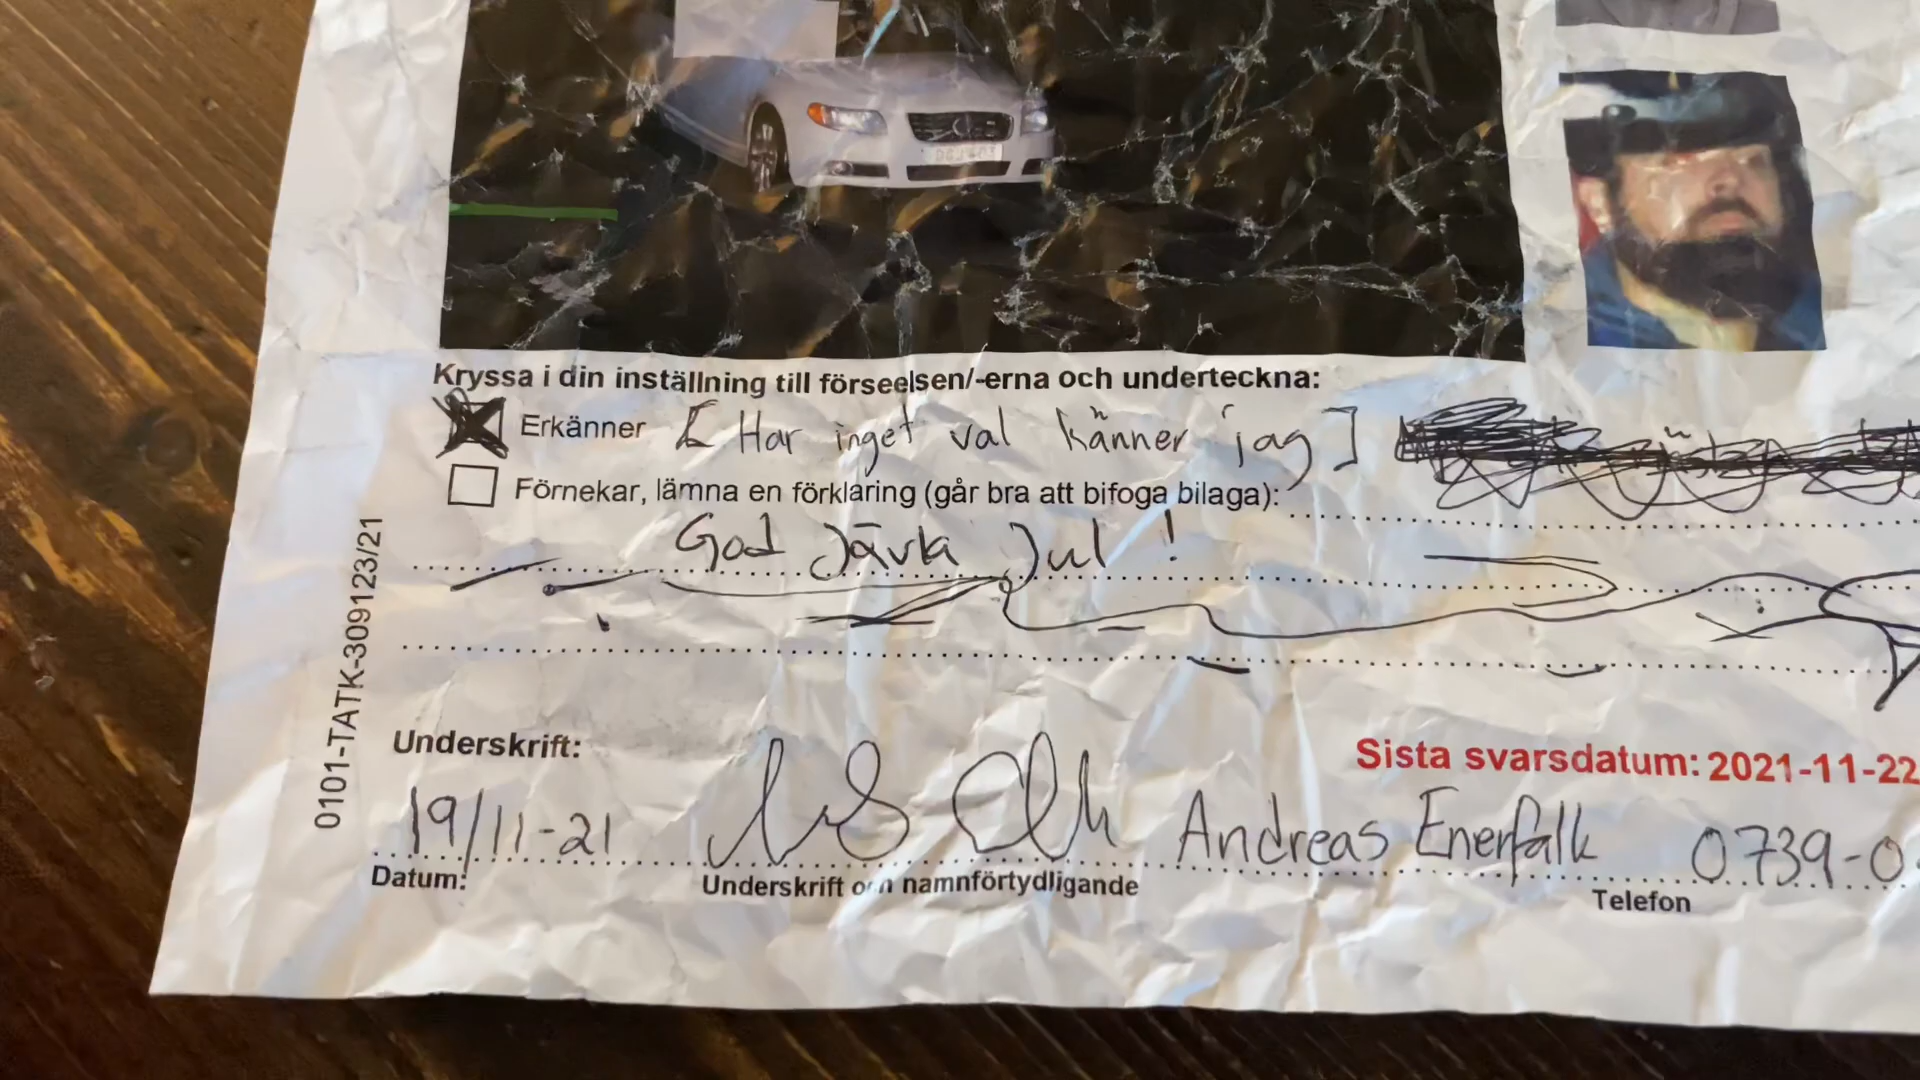 Kryssa i din inställning till förseelsen/-erna och underteckna:
Erkänner [Har inget val känner jag]
Förnekar, lämna en förklaring (går bra att bifoga bilaga):
God Jävla Jul!
0101-TATK-309123/21
Underskrift:
Sista svarsdatum: 2021-11-22
19/11-21 Andreas Enerfalk 0739-0
Datum: Underskrift och namnförtydligande Telefon